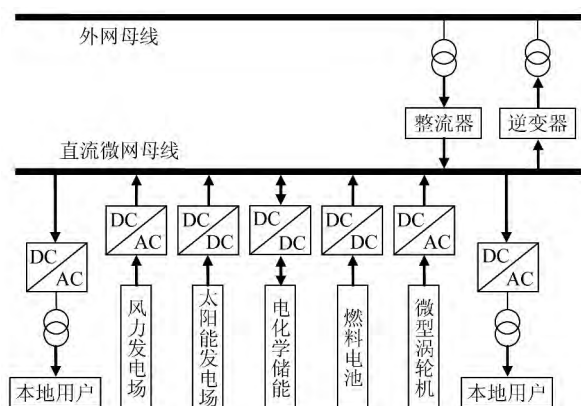 外网母线
整流器
逆变器
直流微网母线
DC
AC
DC
AC
DC
DC
DC
DC
DC
DC
DC
AC
DC
AC
风力发电场
太阳能发电场
电化学储能
燃料电池
微型涡轮机
本地用户
本地用户